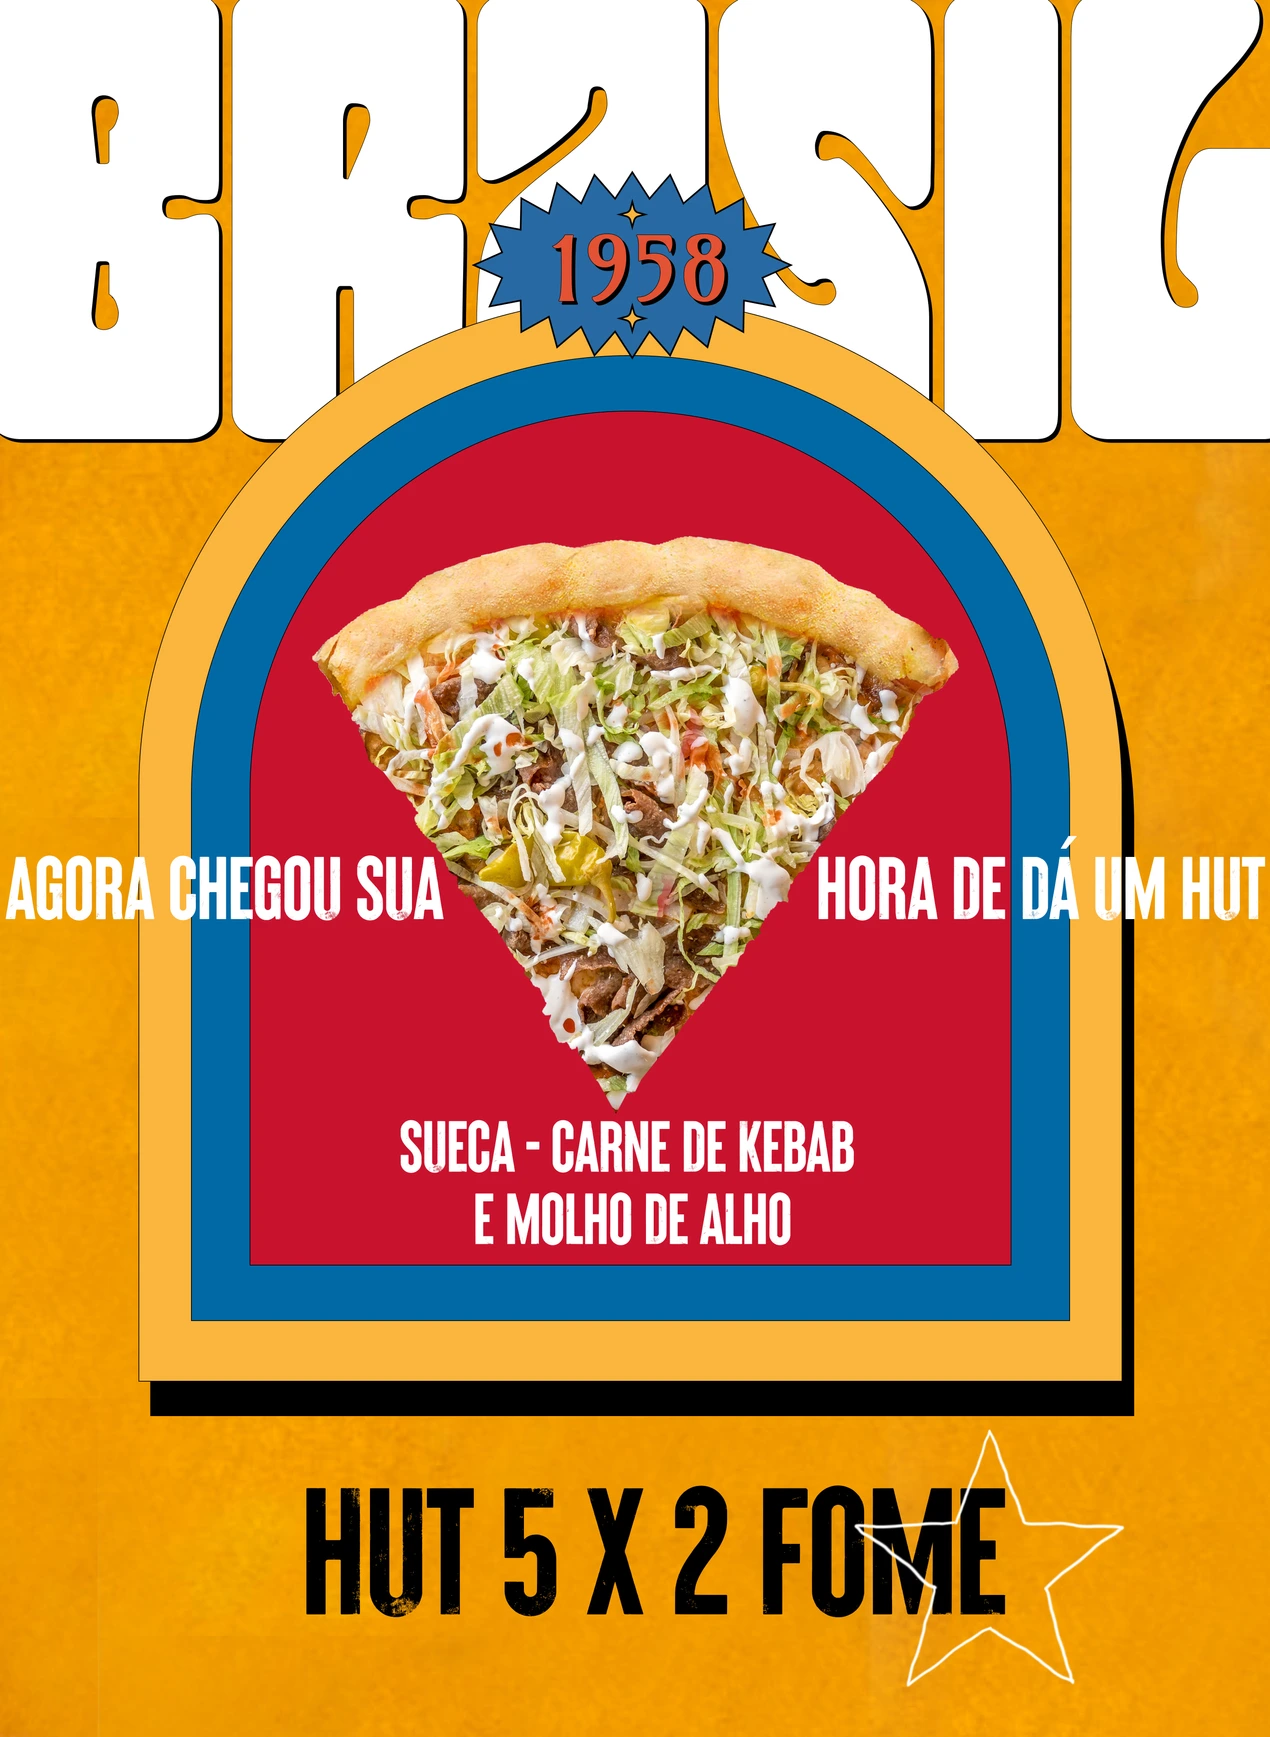 BRASIL
1958
AGORA CHEGOU SUA HORA DE DÁ UM HUT
SUECA - CARNE DE KEBAB
E MOLHO DE ALHO
HUT 5 X 2 FOME